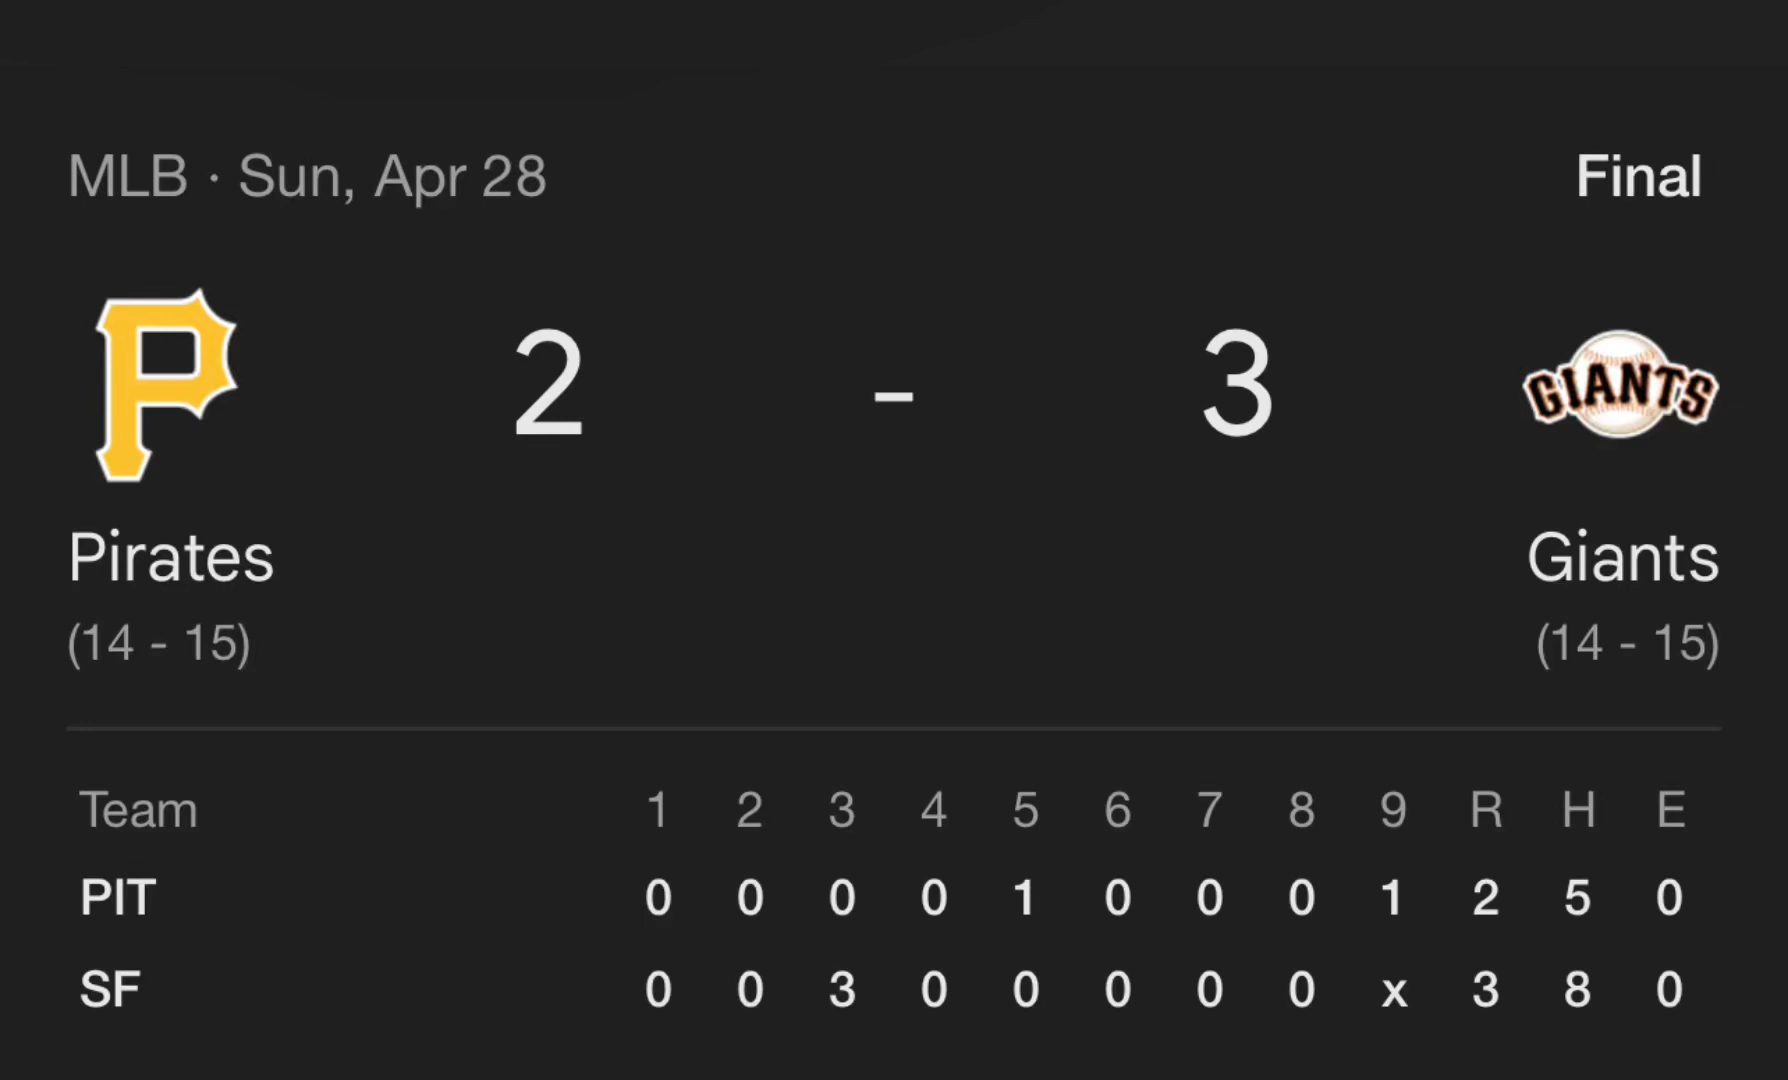 MLB · Sun, Apr 28 Final
P 2 - 3 GIANTS
Pirates Giants
(14 - 15) (14 - 15)
Team 1 2 3 4 5 6 7 8 9 R H E
PIT 0 0 0 0 1 0 0 0 1 2 5 0
SF 0 0 3 0 0 0 0 0 x 3 8 0